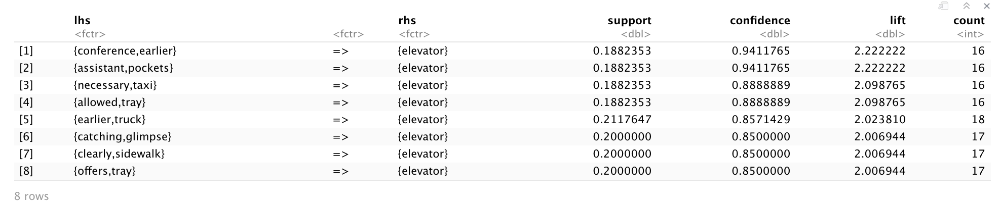 lhs rhs support confidence lift count
<fctr> <fctr> <fctr> <dbl> <dbl> <dbl> <int>
[1] {conference,earlier} => {elevator} 0.1882353 0.9411765 2.222222 16
[2] {assistant,pockets} => {elevator} 0.1882353 0.9411765 2.222222 16
[3] {necessary,taxi} => {elevator} 0.1882353 0.8888889 2.098765 16
[4] {allowed,tray} => {elevator} 0.1882353 0.8888889 2.098765 16
[5] {earlier,truck} => {elevator} 0.2117647 0.8571429 2.023810 18
[6] {catching,glimpse} => {elevator} 0.2000000 0.8500000 2.006944 17
[7] {clearly,sidewalk} => {elevator} 0.2000000 0.8500000 2.006944 17
[8] {offers,tray} => {elevator} 0.2000000 0.8500000 2.006944 17
8 rows